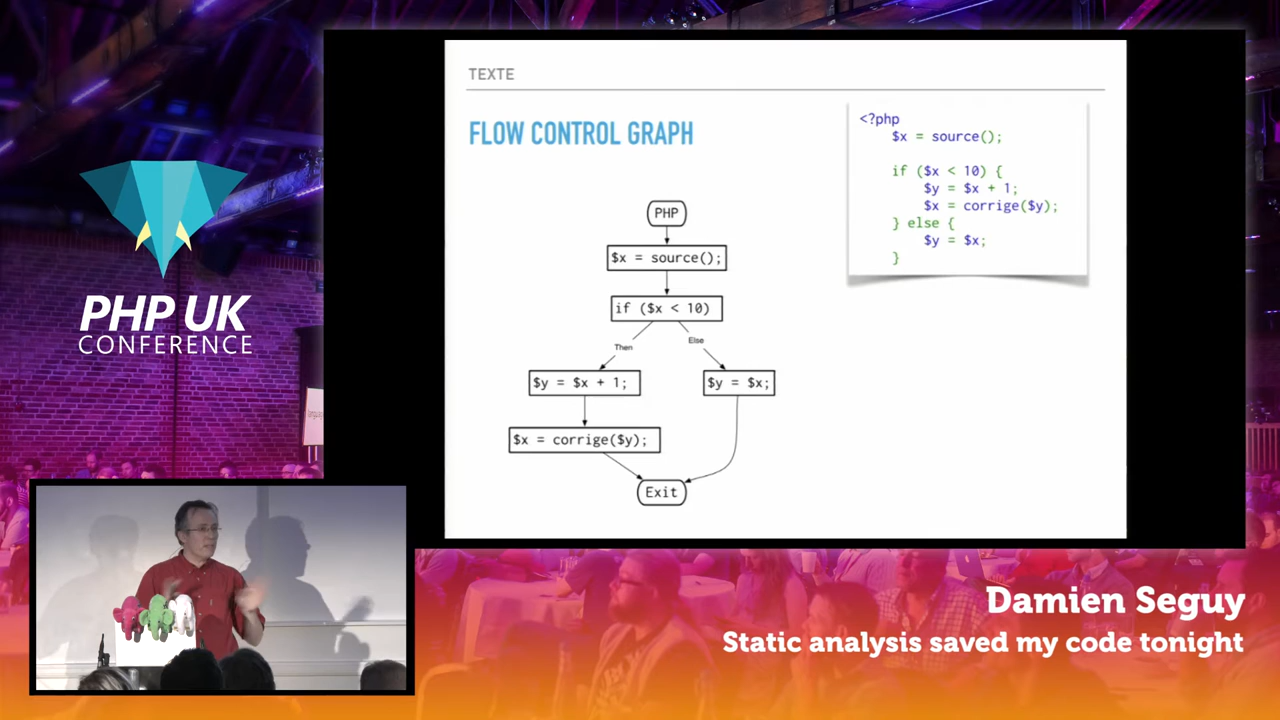 TEXTE
FLOW CONTROL GRAPH
<?php
$x = source();
if ($x < 10) {
$y = $x + 1;
$x = corrige($y);
} else {
$y = $x;
}
PHP
$x = source();
if ($x < 10)
Then
Else
$y = $x + 1;
$y = $x;
$x = corrige($y);
Exit
PHP UK
CONFERENCE
Damien Seguy
Static analysis saved my code tonight